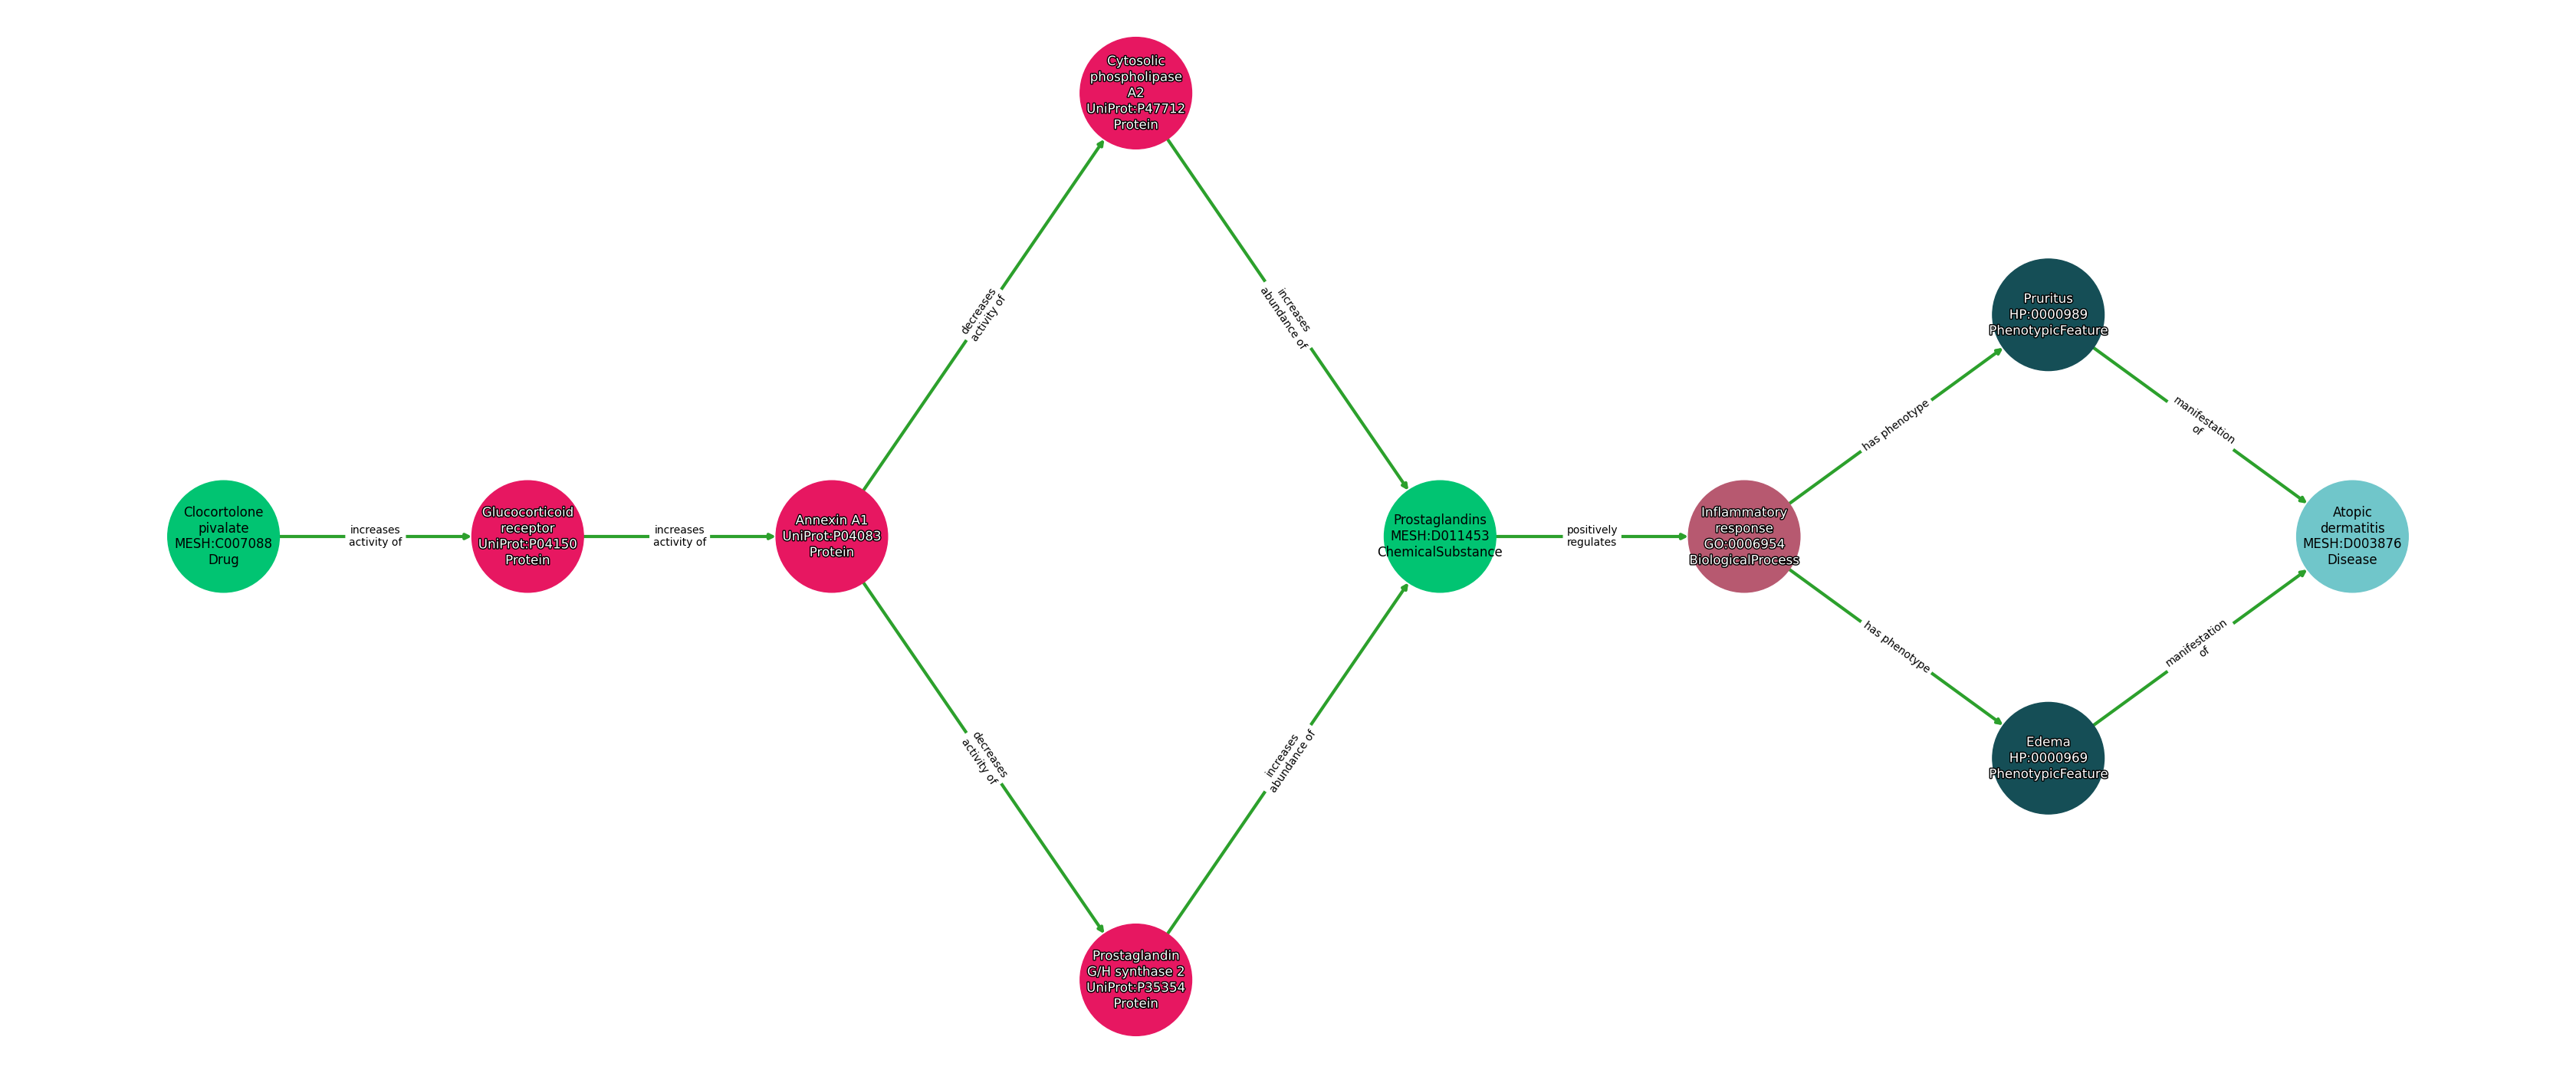 Clocortolone
pivalate
MESH:C007088
Drug
increases
activity of
Glucocorticoid
receptor
UniProt:P04150
Protein
increases
activity of
Annexin A1
UniProt:P04083
Protein
decreases
activity of
decreases
activity of
Cytosolic
phospholipase
A2
UniProt:P47712
Protein
Prostaglandin
G/H synthase 2
UniProt:P35354
Protein
increases
abundance of
increases
abundance of
Prostaglandins
MESH:D011453
ChemicalSubstance
positively
regulates
Inflammatory
response
GO:0006954
BiologicalProcess
has phenotype
has phenotype
Pruritus
HP:0000989
PhenotypicFeature
Edema
HP:0000969
PhenotypicFeature
manifestation
of
manifestation
of
Atopic
dermatitis
MESH:D003876
Disease